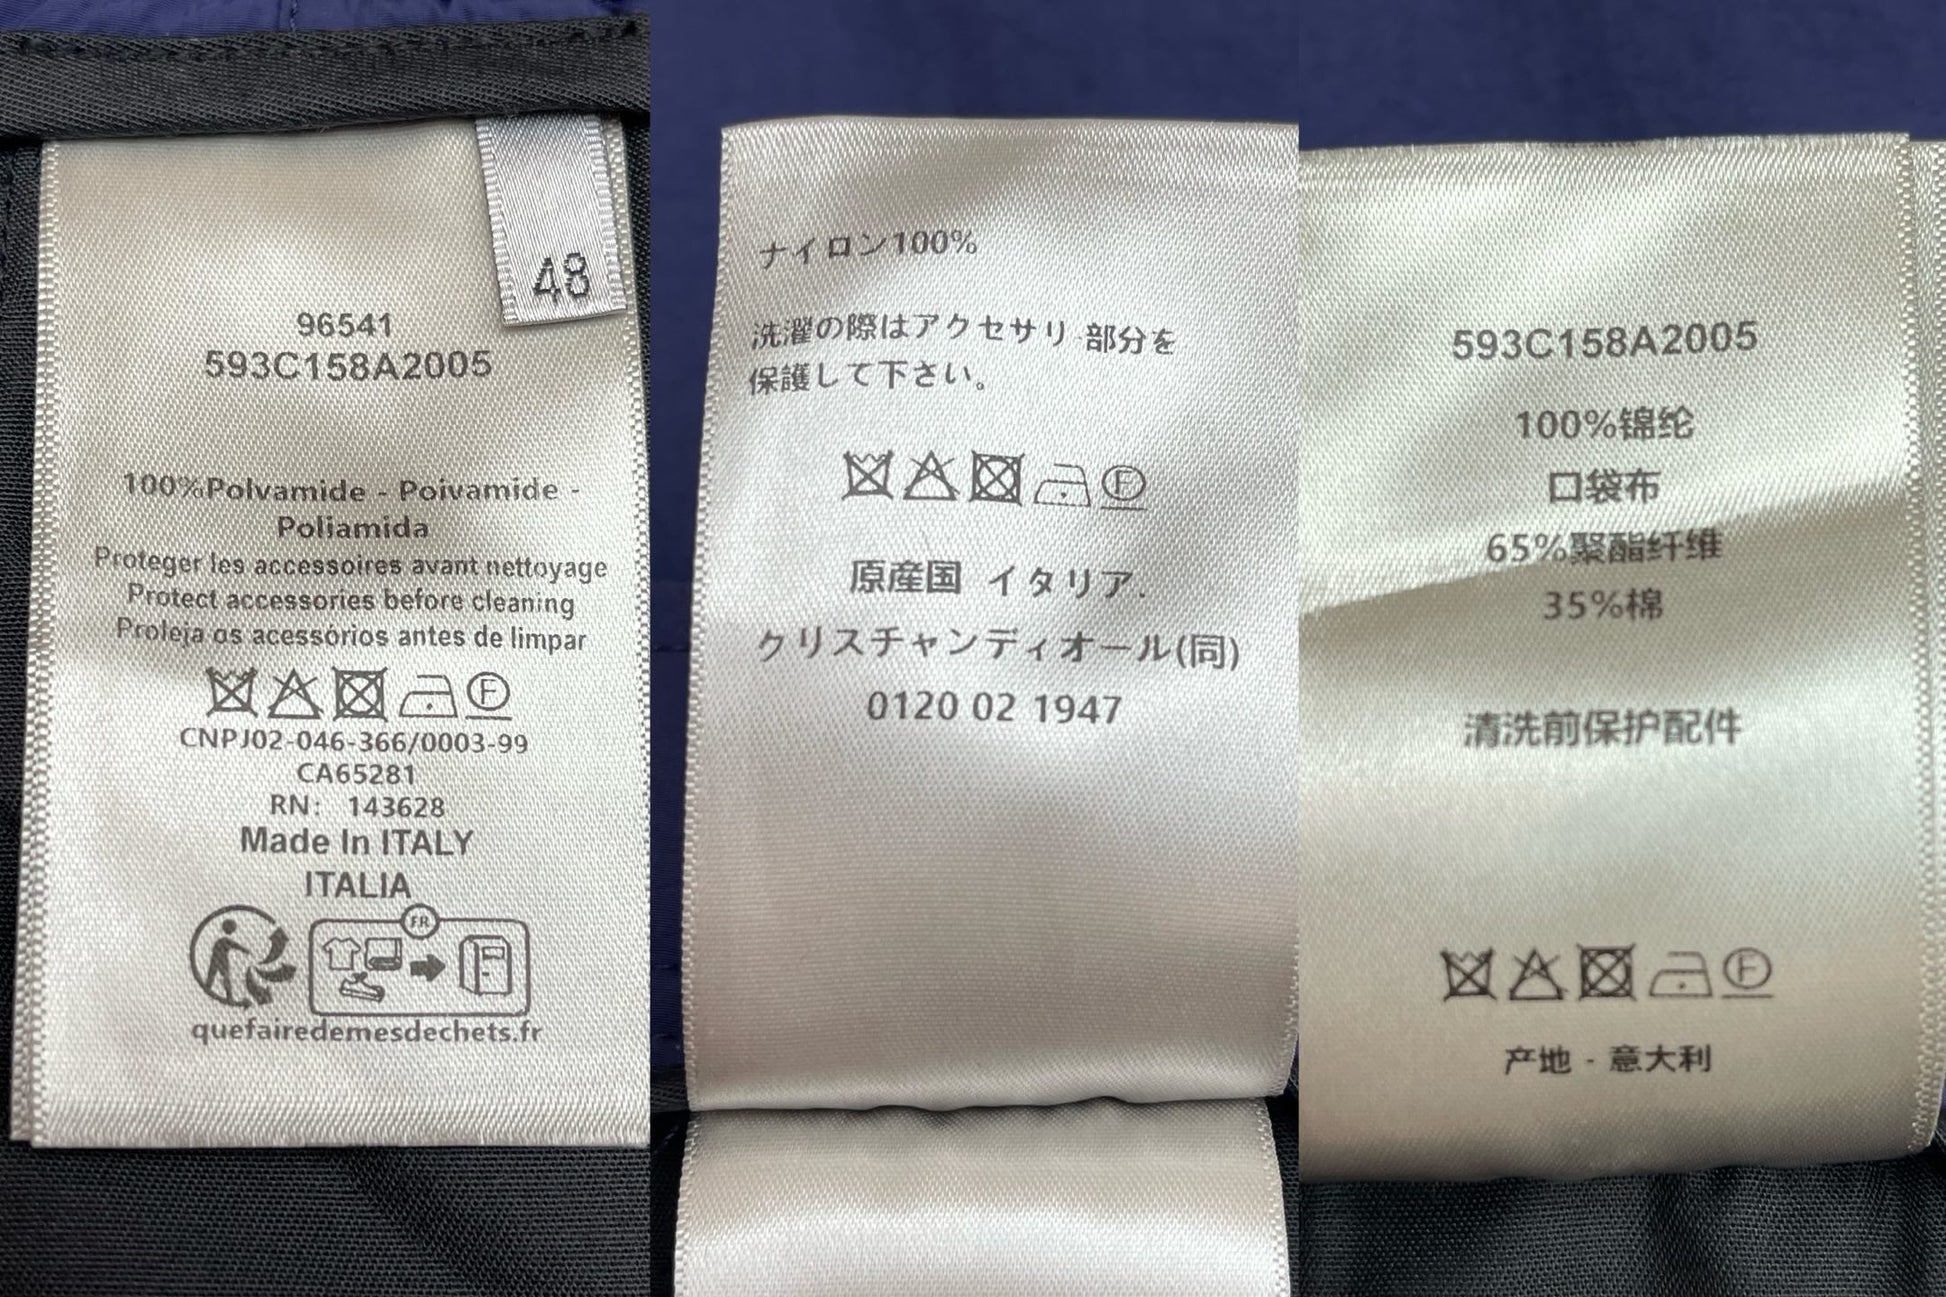 48
96541
593C158A2005
100%Polvamide - Poivamide -
Poliamida
Proteger les accessoires avant nettoyage
Protect accessories before cleaning
Proleja os acessórios antes de limpar
F
CNPJ02-046-366/0003-99
CA65281
RN: 143628
Made In ITALY
ITALIA
FR
quefairedemesdechets.fr
ナイロン100%
洗濯の際はアクセサリ 部分を
保護して下さい。
F
原産国 イタリア.
クリスチャンディオール(同)
0120 02 1947
593C158A2005
100%锦纶
口袋布
65%聚酯纤维
35%棉
清洗前保护配件
F
产地 - 意大利